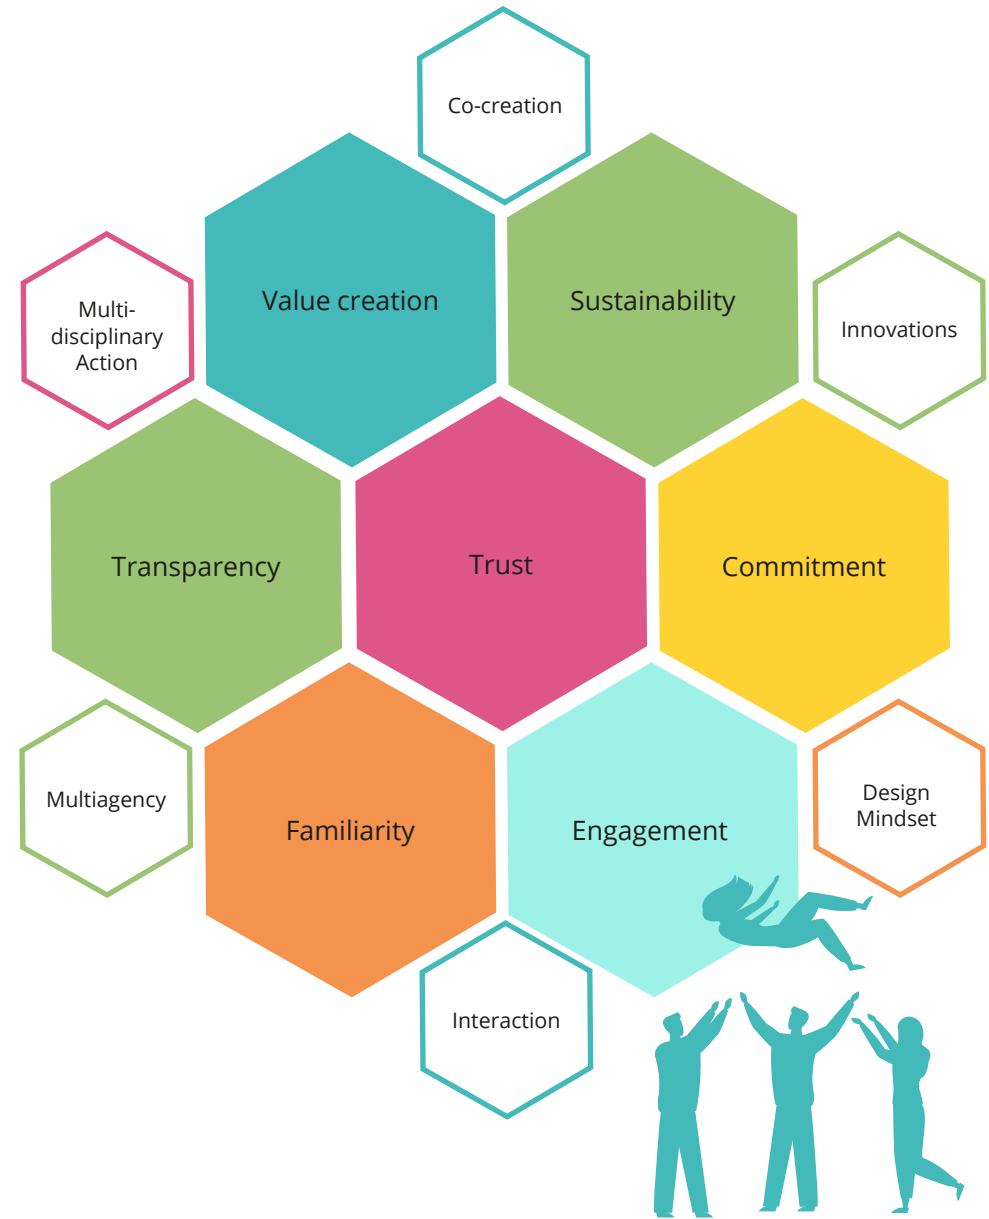 Co-creation
Value creation
Sustainability
Multi-
disciplinary
Action
Innovations
Transparency
Trust
Commitment
Multiagency
Familiarity
Engagement
Design
Mindset
Interaction